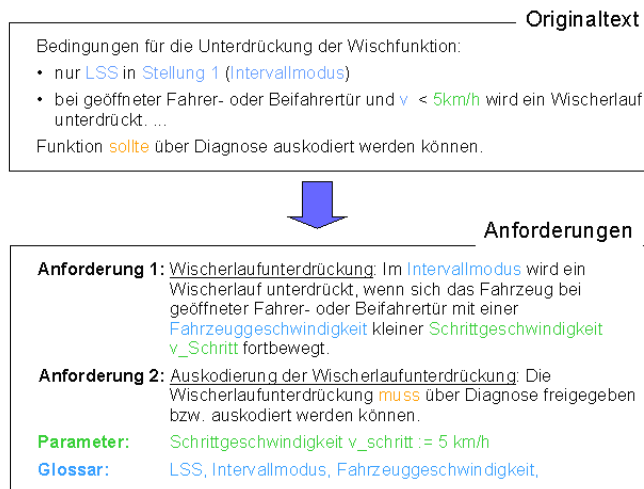 Originaltext
Bedingungen für die Unterdrückung der Wischfunktion:
• nur LSS in Stellung 1 (Intervallmodus)
• bei geöffneter Fahrer- oder Beifahrertür und v < 5km/h wird ein Wischerlauf
unterdrückt. ...
Funktion sollte über Diagnose auskodiert werden können.
Anforderungen
Anforderung 1: Wischerlaufunterdrückung: Im Intervallmodus wird ein
Wischerlauf unterdrückt, wenn sich das Fahrzeug bei
geöffneter Fahrer- oder Beifahrertür mit einer
Fahrzeuggeschwindigkeit kleiner Schrittgeschwindigkeit
v_Schritt fortbewegt.
Anforderung 2: Auskodierung der Wischerlaufunterdrückung: Die
Wischerlaufunterdrückung muss über Diagnose freigegeben
bzw. auskodiert werden können.
Parameter: Schrittgeschwindigkeit v_schritt := 5 km/h
Glossar: LSS, Intervallmodus, Fahrzeuggeschwindigkeit,